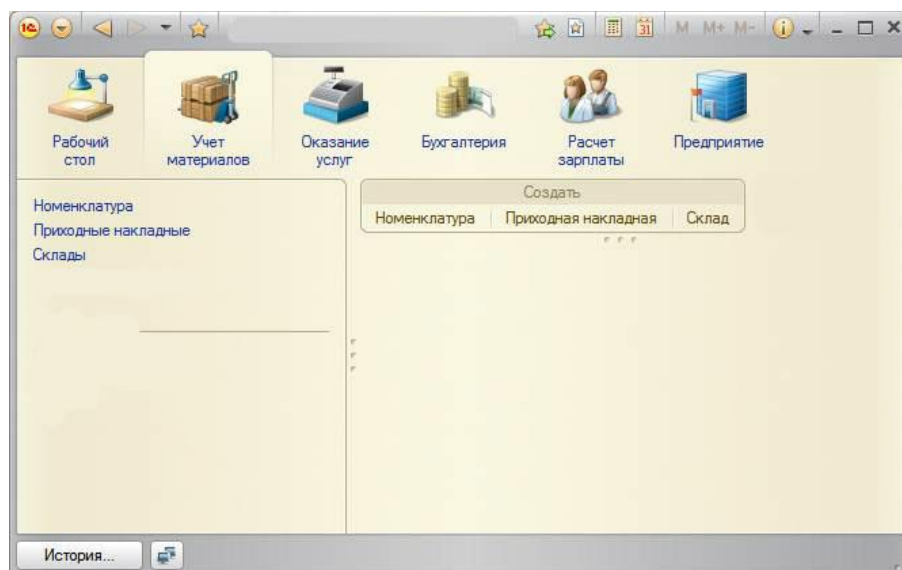 1С
31
M M+ M-
Рабочий
стол
Учет
материалов
Оказание
услуг
Бухгалтерия
Расчет
зарплаты
Предприятие
Номенклатура
Приходные накладные
Склады
Создать
Номенклатура Приходная накладная Склад
История...